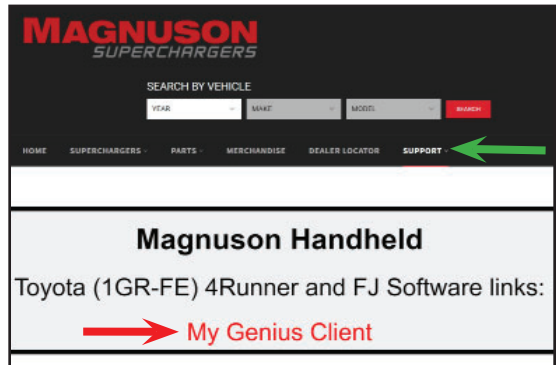 MAGNUSON
SUPERCHARGERS
SEARCH BY VEHICLE
YEAR MAKE MODEL SEARCH
HOME SUPERCHARGERS PARTS MERCHANDISE DEALER LOCATOR SUPPORT
Magnuson Handheld
Toyota (1GR-FE) 4Runner and FJ Software links:
My Genius Client